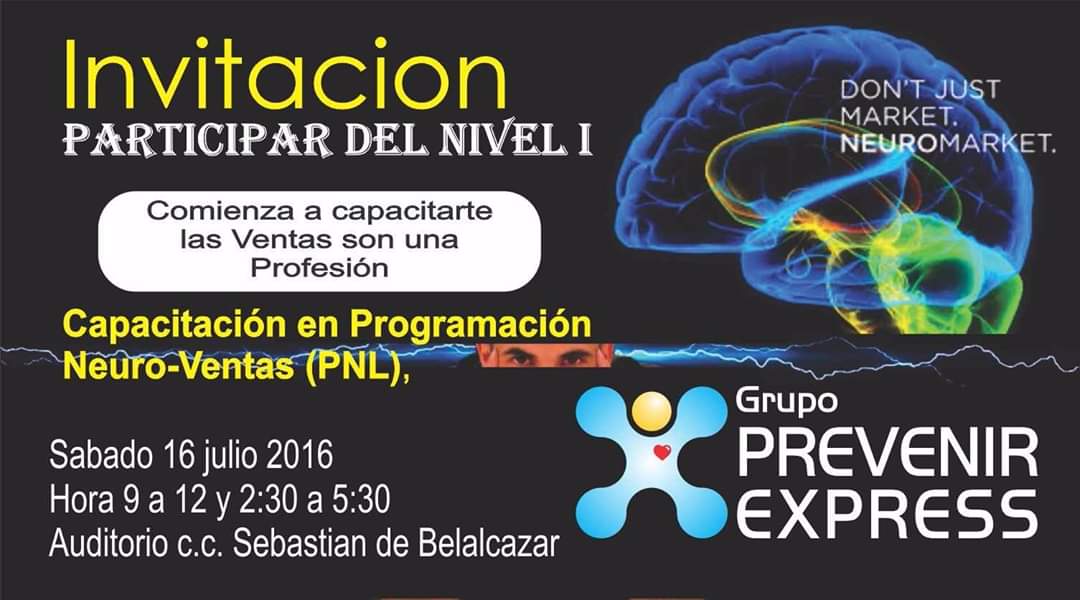 Invitacion
PARTICIPAR DEL NIVEL I
DON'T JUST
MARKET.
NEUROMARKET.
Comienza a capacitarte
las Ventas son una
Profesión
Capacitación en Programación
Neuro-Ventas (PNL),
Sabado 16 julio 2016
Hora 9 a 12 y 2:30 a 5:30
Auditorio c.c. Sebastian de Belalcazar
Grupo
PREVENIR
EXPRESS